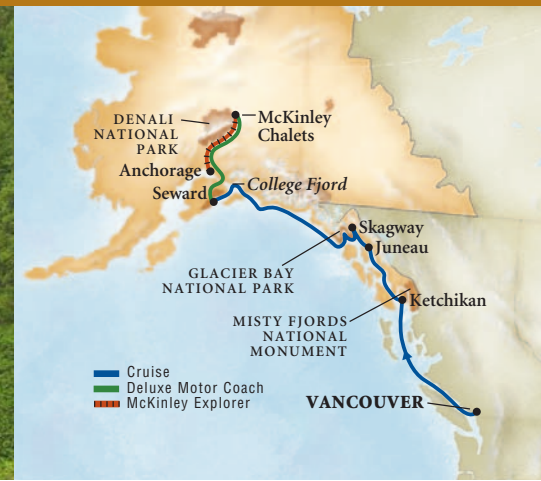 DENALI
NATIONAL
PARK
McKinley
Chalets
Anchorage
Seward
College Fjord
Skagway
Juneau
GLACIER BAY
NATIONAL PARK
Ketchikan
MISTY FJORDS
NATIONAL
MONUMENT
Cruise
Deluxe Motor Coach
McKinley Explorer
VANCOUVER